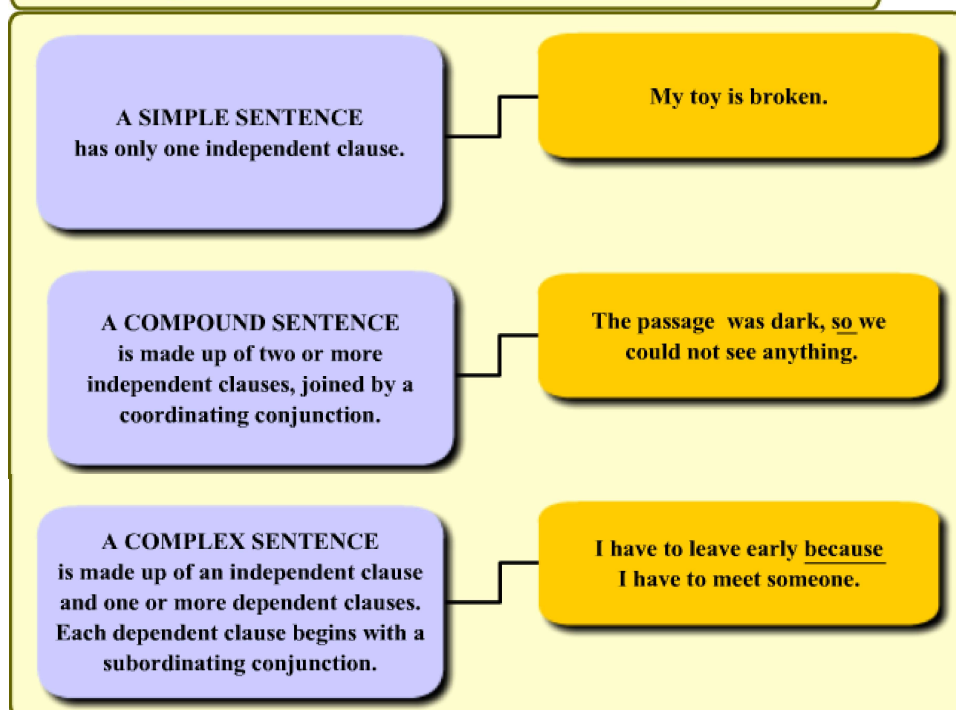 A SIMPLE SENTENCE
has only one independent clause.
My toy is broken.
A COMPOUND SENTENCE
is made up of two or more
independent clauses, joined by a
coordinating conjunction.
The passage  was dark, so we
could not see anything.
A COMPLEX SENTENCE
is made up of an independent clause
and one or more dependent clauses.
Each dependent clause begins with a
subordinating conjunction.
I have to leave early because
I have to meet someone.